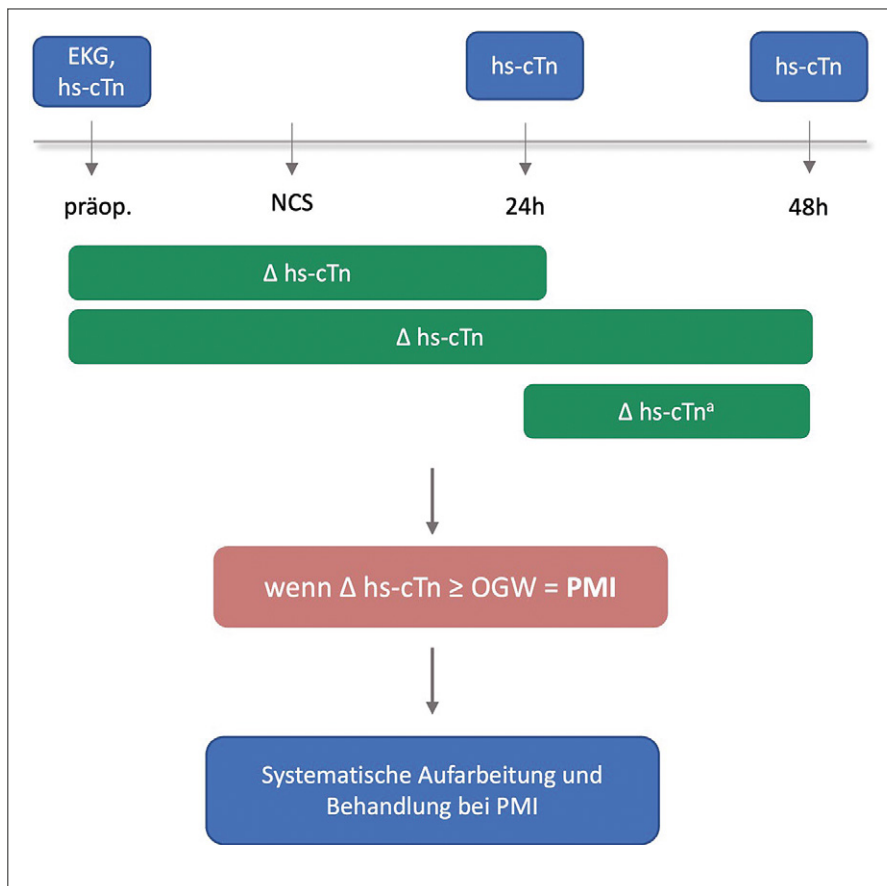 EKG,
hs-cTn
hs-cTn
hs-cTn
präop.
NCS
24h
48h
Δ hs-cTn
Δ hs-cTn
Δ hs-cTnᵃ
wenn Δ hs-cTn ≥ OGW = PMI
Systematische Aufarbeitung und
Behandlung bei PMI